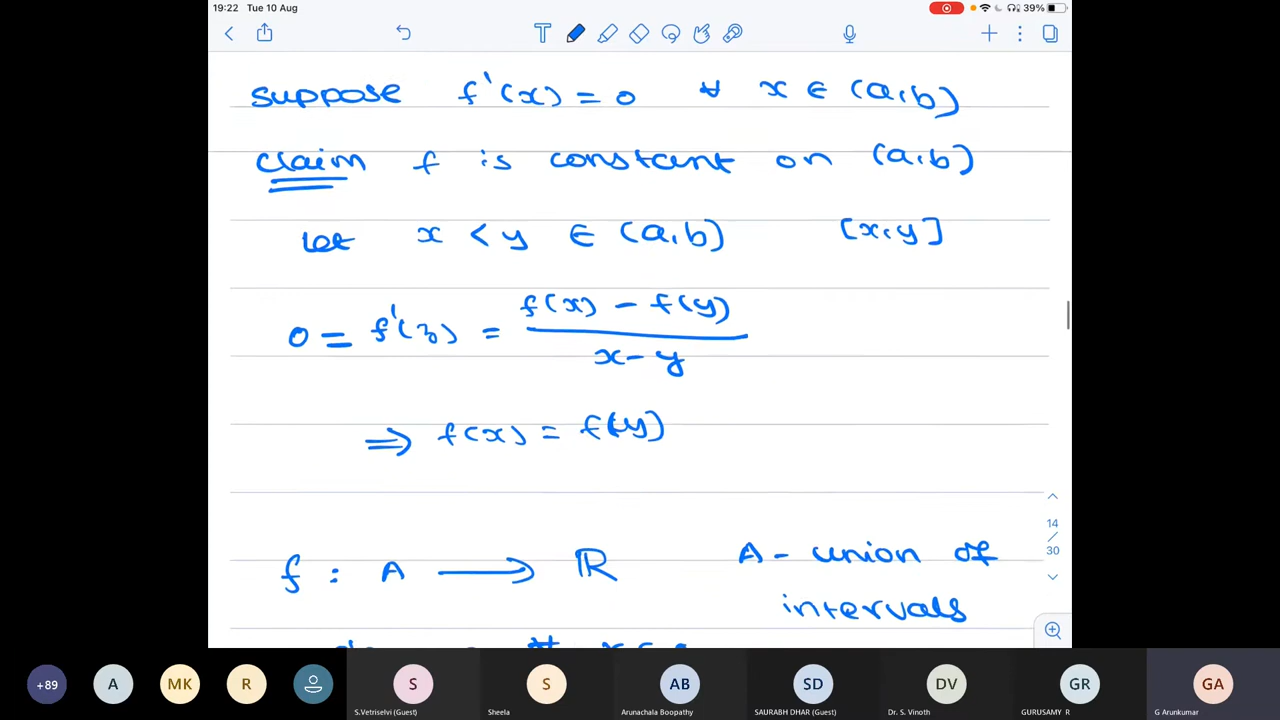 19:22 Tue 10 Aug
39%
suppose f'(x) = 0 ∀ x ∈ (a,b)
claim f is constant on (a,b)
let x < y ∈ (a,b) [x,y]
0 = f'(z) = f(x) - f(y) / x - y
⇒ f(x) = f(y)
f : A → ℝ A - union of
intervals
14
/
30
+89
A
MK
R
S
S.Vetriselvi (Guest)
S
Sheela
AB
Arunachala Boopathy
SD
SAURABH DHAR (Guest)
DV
Dr. S. Vinoth
GR
GURUSAMY R
GA
G Arunkumar